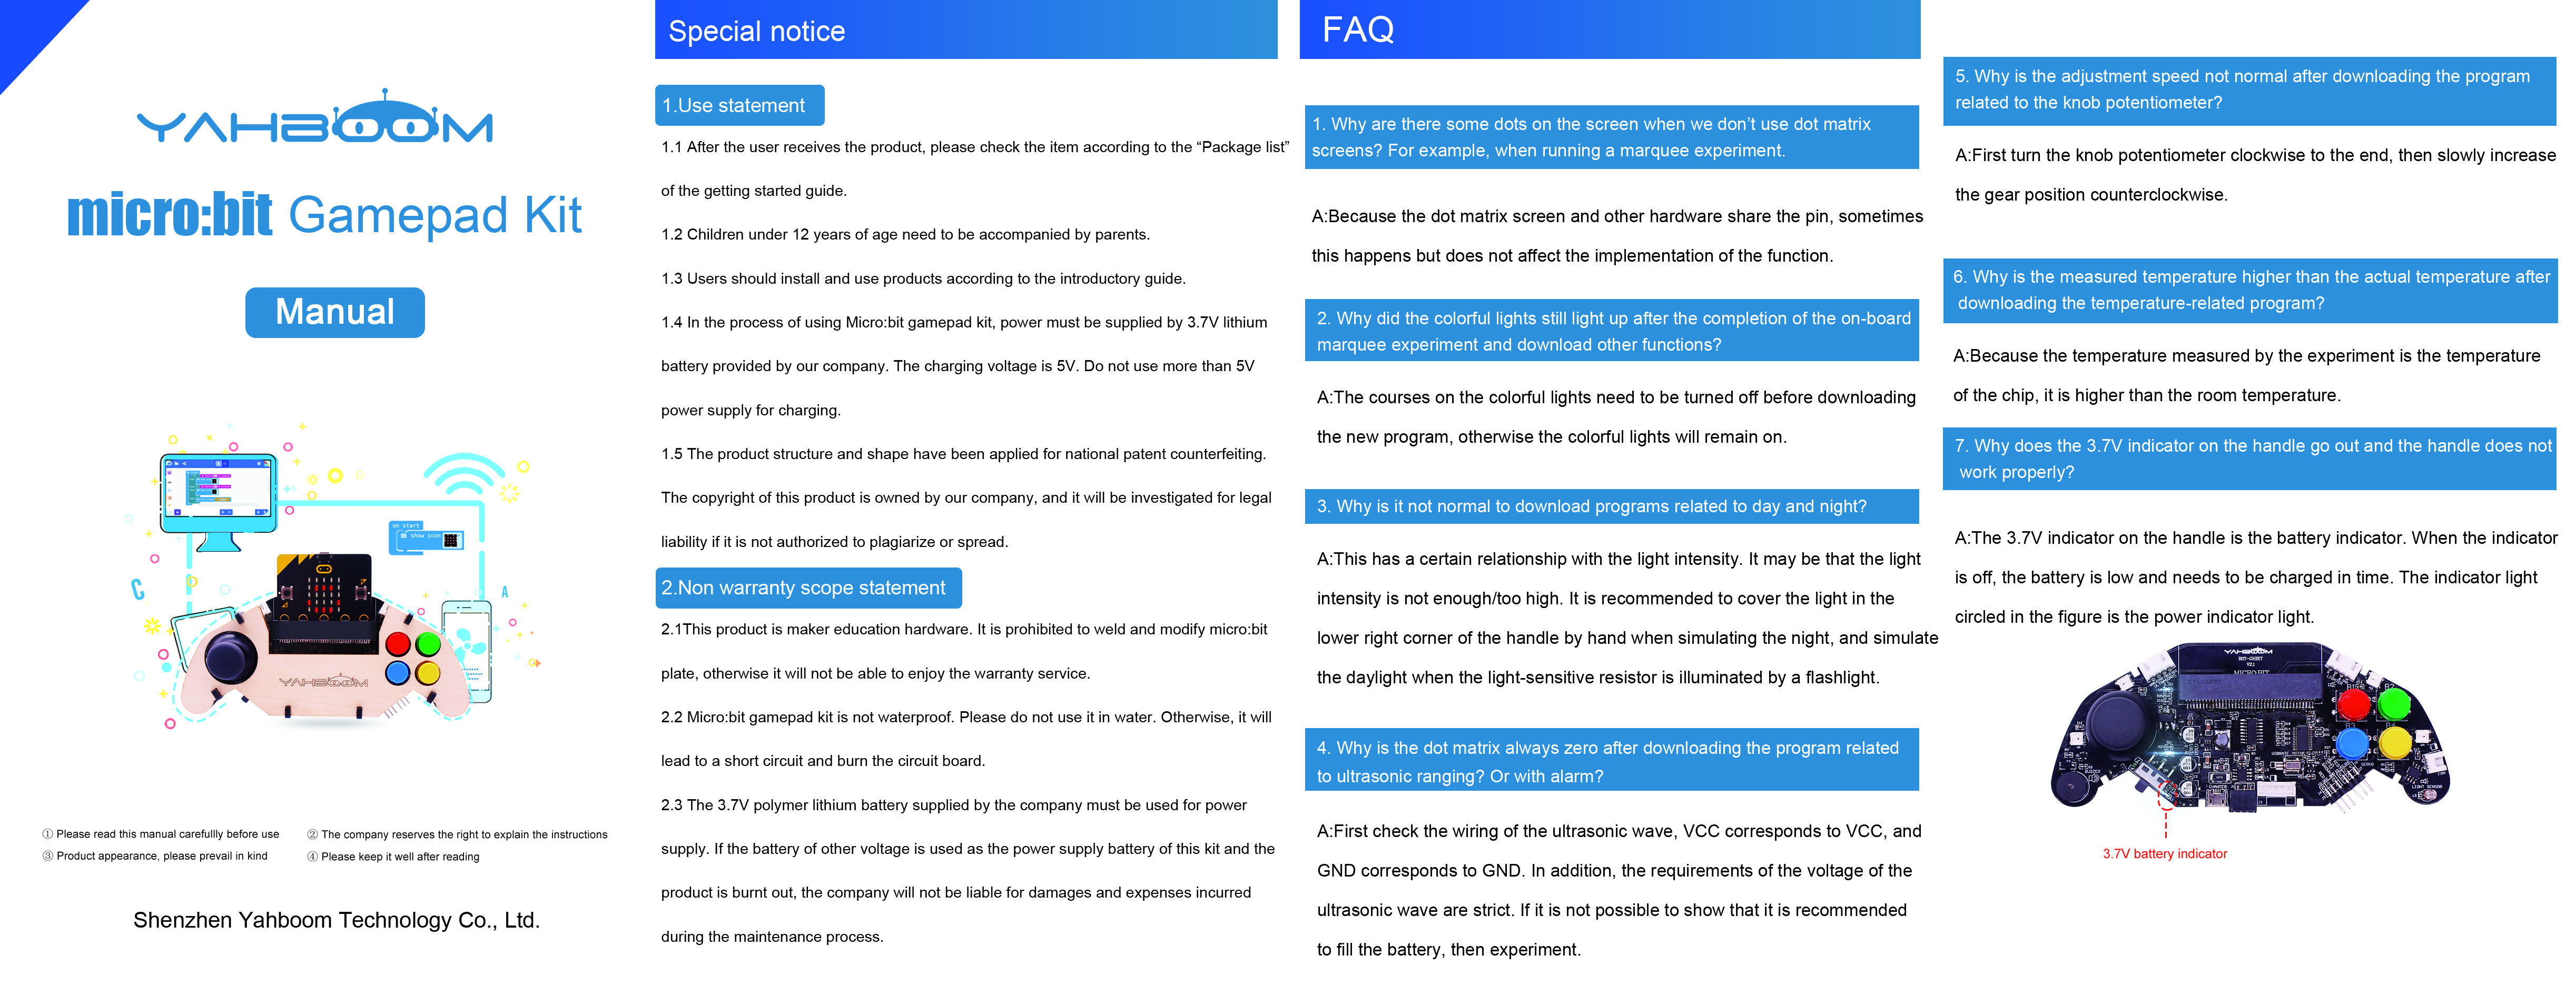 YAHBOOM
micro:bit Gamepad Kit
Manual
on start
show icon
C
A
YAHBOOM
① Please read this manual carefullly before use
② The company reserves the right to explain the instructions
③ Product appearance, please prevail in kind
④ Please keep it well after reading
Shenzhen Yahboom Technology Co., Ltd.
Special notice
1.Use statement
1.1 After the user receives the product, please check the item according to the “Package list”
of the getting started guide.
1.2 Children under 12 years of age need to be accompanied by parents.
1.3 Users should install and use products according to the introductory guide.
1.4 In the process of using Micro:bit gamepad kit, power must be supplied by 3.7V lithium
battery provided by our company. The charging voltage is 5V. Do not use more than 5V
power supply for charging.
1.5 The product structure and shape have been applied for national patent counterfeiting.
The copyright of this product is owned by our company, and it will be investigated for legal
liability if it is not authorized to plagiarize or spread.
2.Non warranty scope statement
2.1This product is maker education hardware. It is prohibited to weld and modify micro:bit
plate, otherwise it will not be able to enjoy the warranty service.
2.2 Micro:bit gamepad kit is not waterproof. Please do not use it in water. Otherwise, it will
lead to a short circuit and burn the circuit board.
2.3 The 3.7V polymer lithium battery supplied by the company must be used for power
supply. If the battery of other voltage is used as the power supply battery of this kit and the
product is burnt out, the company will not be liable for damages and expenses incurred
during the maintenance process.
FAQ
1. Why are there some dots on the screen when we don’t use dot matrix
screens? For example, when running a marquee experiment.
A:Because the dot matrix screen and other hardware share the pin, sometimes
this happens but does not affect the implementation of the function.
2. Why did the colorful lights still light up after the completion of the on-board
marquee experiment and download other functions?
A:The courses on the colorful lights need to be turned off before downloading
the new program, otherwise the colorful lights will remain on.
3. Why is it not normal to download programs related to day and night?
A:This has a certain relationship with the light intensity. It may be that the light
intensity is not enough/too high. It is recommended to cover the light in the
lower right corner of the handle by hand when simulating the night, and simulate
the daylight when the light-sensitive resistor is illuminated by a flashlight.
4. Why is the dot matrix always zero after downloading the program related
to ultrasonic ranging? Or with alarm?
A:First check the wiring of the ultrasonic wave, VCC corresponds to VCC, and
GND corresponds to GND. In addition, the requirements of the voltage of the
ultrasonic wave are strict. If it is not possible to show that it is recommended
to fill the battery, then experiment.
5. Why is the adjustment speed not normal after downloading the program
related to the knob potentiometer?
A:First turn the knob potentiometer clockwise to the end, then slowly increase
the gear position counterclockwise.
6. Why is the measured temperature higher than the actual temperature after
downloading the temperature-related program?
A:Because the temperature measured by the experiment is the temperature
of the chip, it is higher than the room temperature.
7. Why does the 3.7V indicator on the handle go out and the handle does not
work properly?
A:The 3.7V indicator on the handle is the battery indicator. When the indicator
is off, the battery is low and needs to be charged in time. The indicator light
circled in the figure is the power indicator light.
YAHBOOM
V2.1
MICRO:BIT
BUZZER
LIGHT SENSOR
3.7V battery indicator